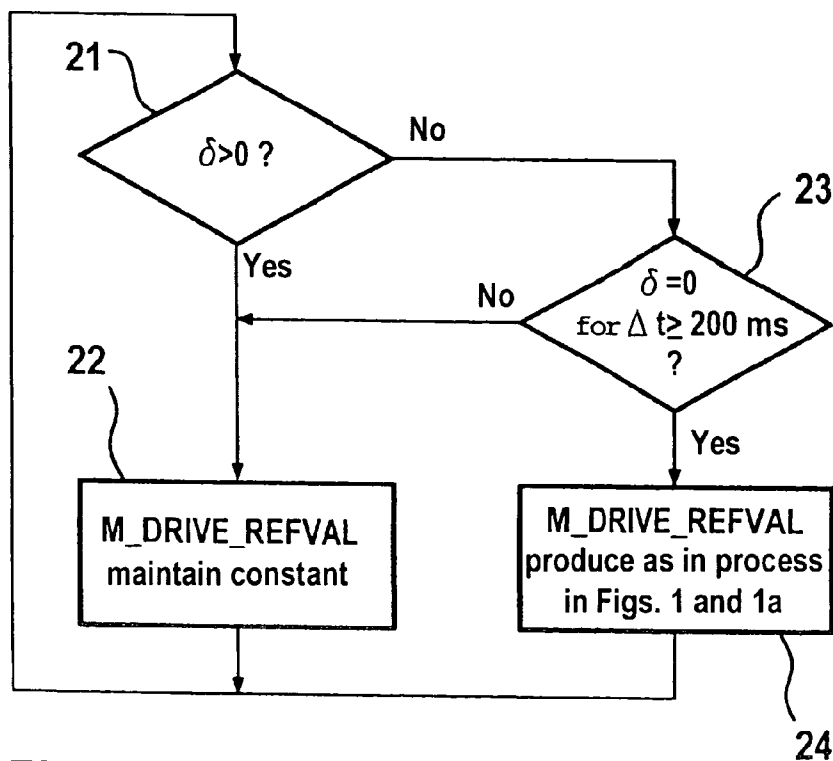 21
δ>0 ?
No
23
Yes
δ =0
for Δ t≥ 200 ms
?
No
22
Yes
M_DRIVE_REFVAL
maintain constant
M_DRIVE_REFVAL
produce as in process
in Figs. 1 and 1a
24